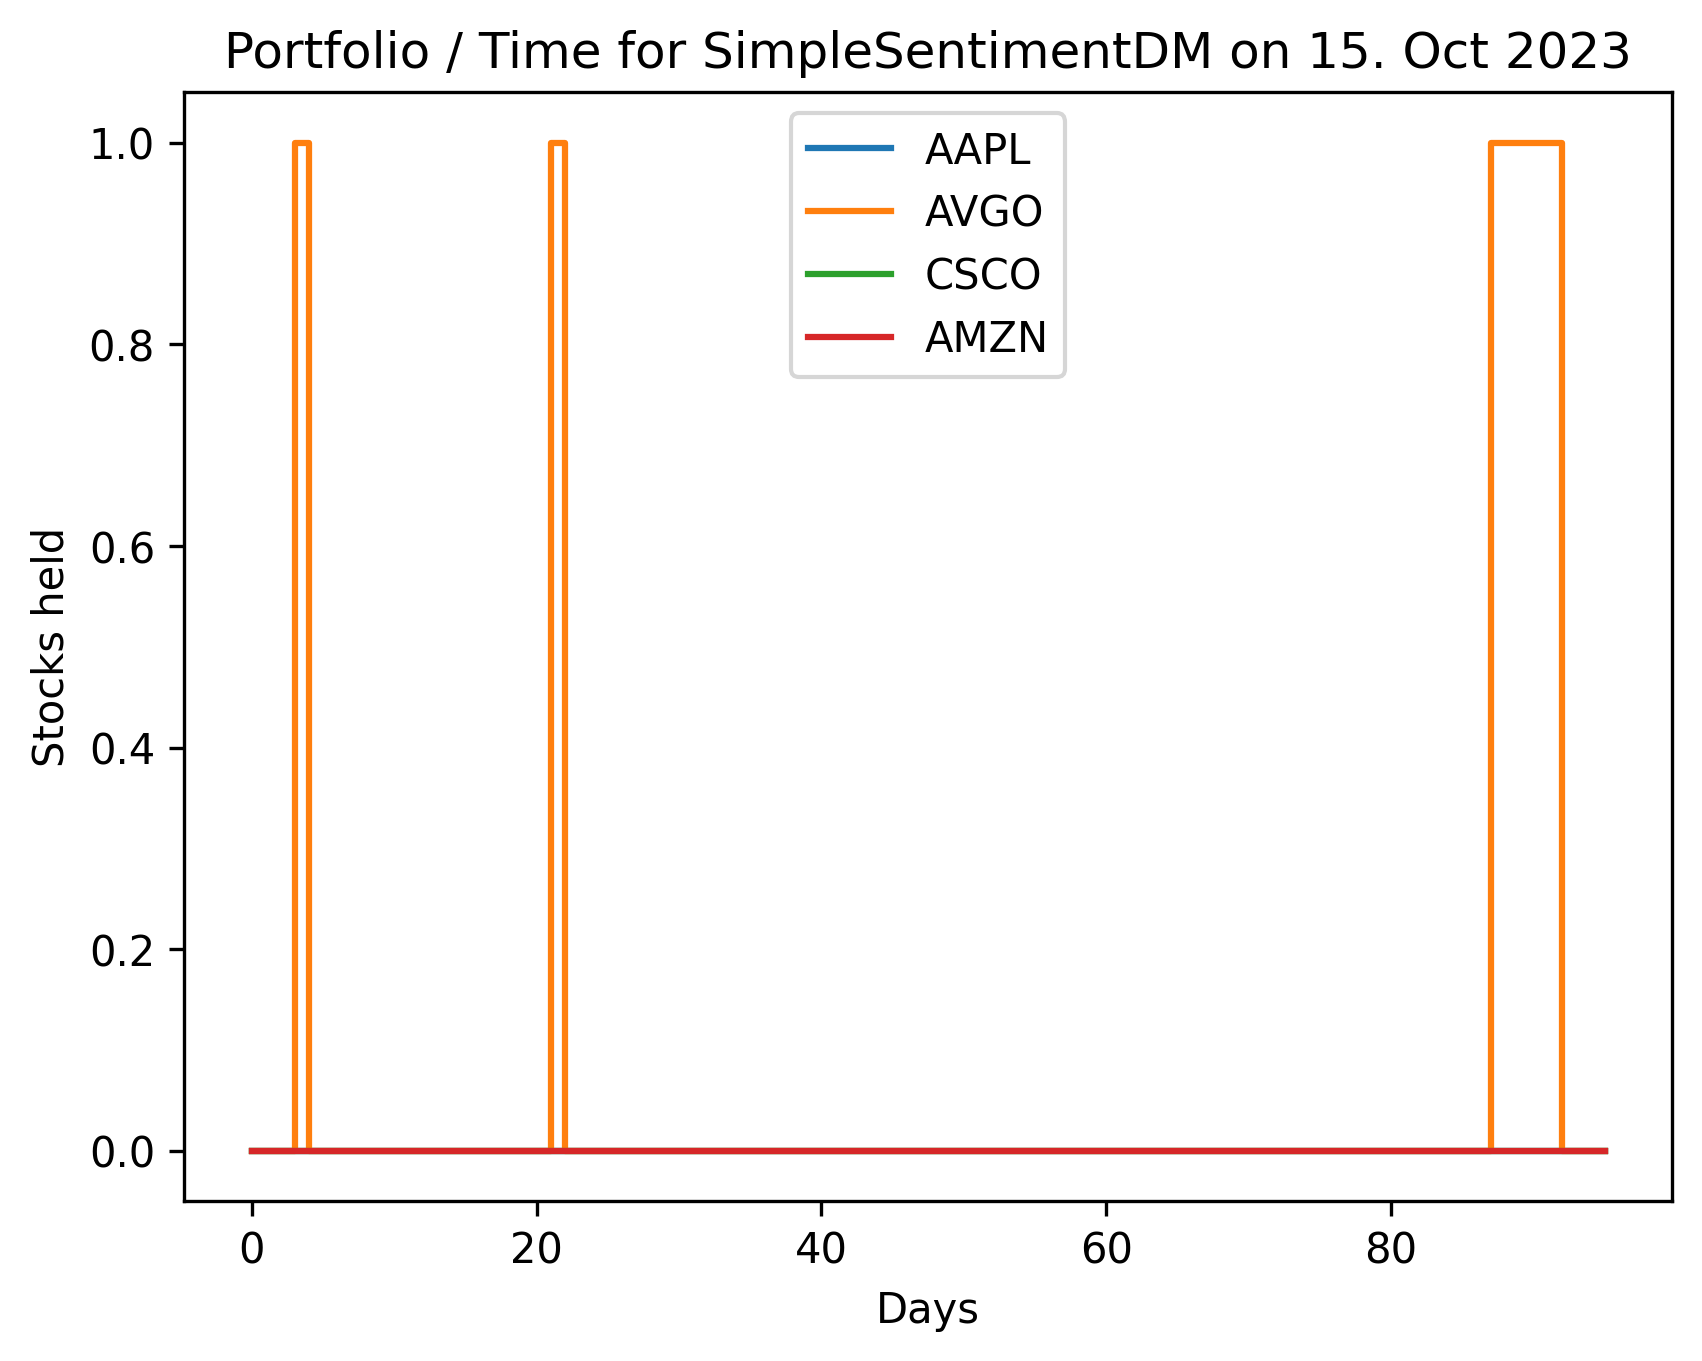 Portfolio / Time for SimpleSentimentDM on 15. Oct 2023
AAPL
AVGO
CSCO
AMZN
1.0
0.8
0.6
0.4
0.2
0.0
Stocks held
0 20 40 60 80
Days